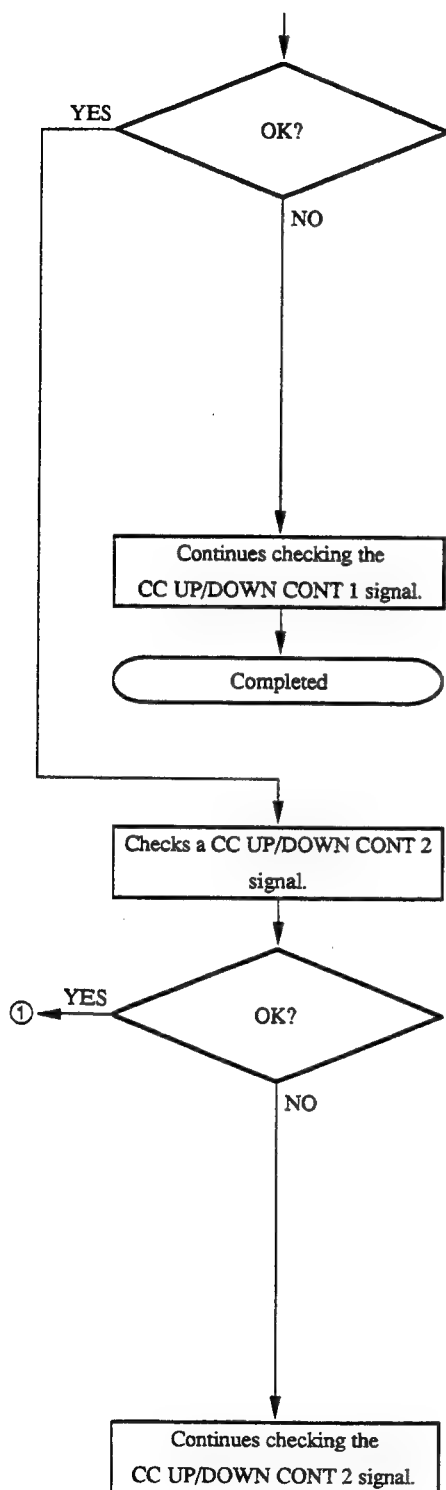 YES
OK?
NO
Continues checking the
CC UP/DOWN CONT 1 signal.
Completed
Checks a CC UP/DOWN CONT 2
signal.
① YES
OK?
NO
Continues checking the
CC UP/DOWN CONT 2 signal.